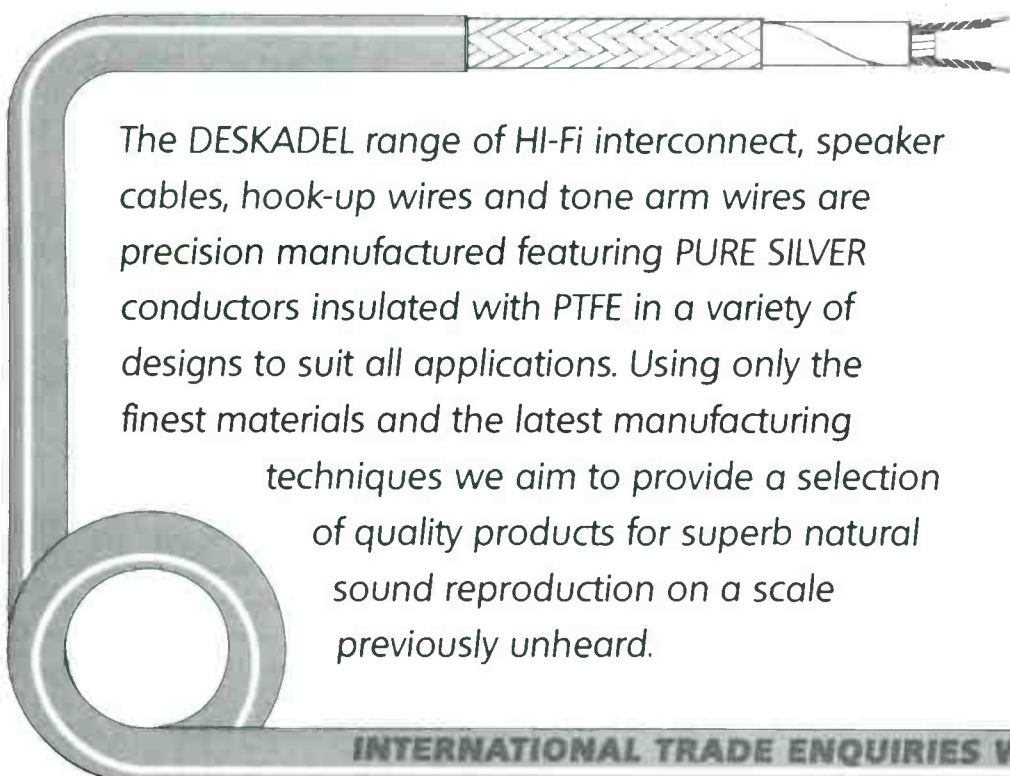 The DESKADEL range of HI-Fi interconnect, speaker
cables, hook-up wires and tone arm wires are
precision manufactured featuring PURE SILVER
conductors insulated with PTFE in a variety of
designs to suit all applications. Using only the
finest materials and the latest manufacturing
techniques we aim to provide a selection
of quality products for superb natural
sound reproduction on a scale
previously unheard.
INTERNATIONAL TRADE ENQUIRIES